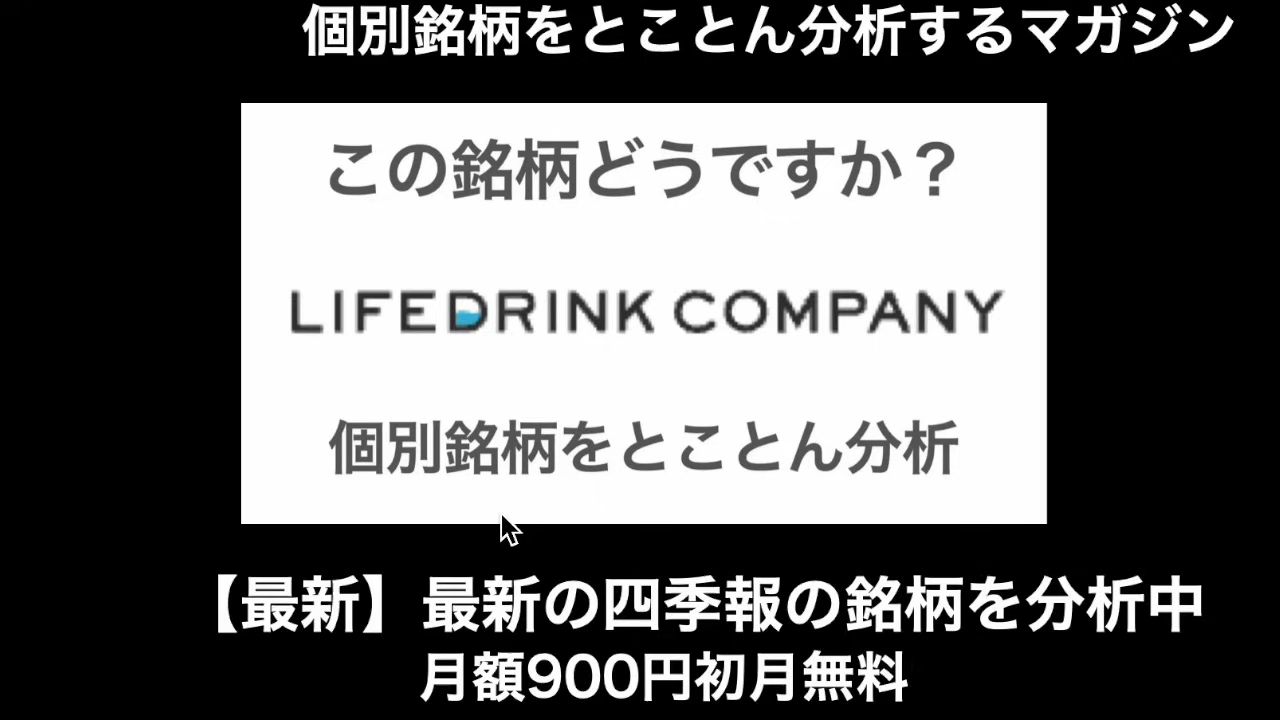 個別銘柄をとことん分析するマガジン
この銘柄どうですか？
LIFEDRINK COMPANY
個別銘柄をとことん分析
【最新】最新の四季報の銘柄を分析中
月額900円初月無料